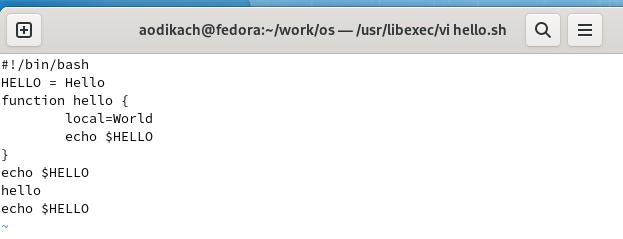 aodikach@fedora:~/work/os — /usr/libexec/vi hello.sh
#!/bin/bash
HELLO = Hello
function hello {
        local=World
        echo $HELLO
}
echo $HELLO
hello
echo $HELLO
~